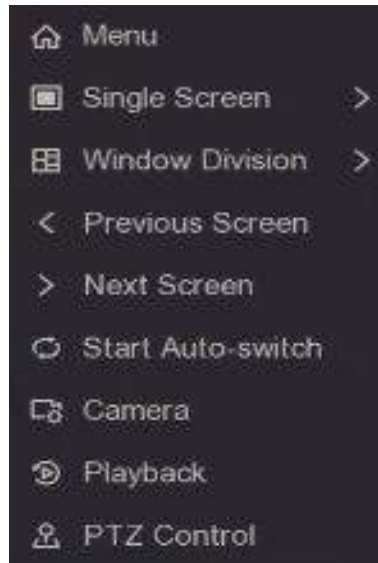 Menu
Single Screen
Window Division
Previous Screen
Next Screen
Start Auto-switch
Camera
Playback
PTZ Control